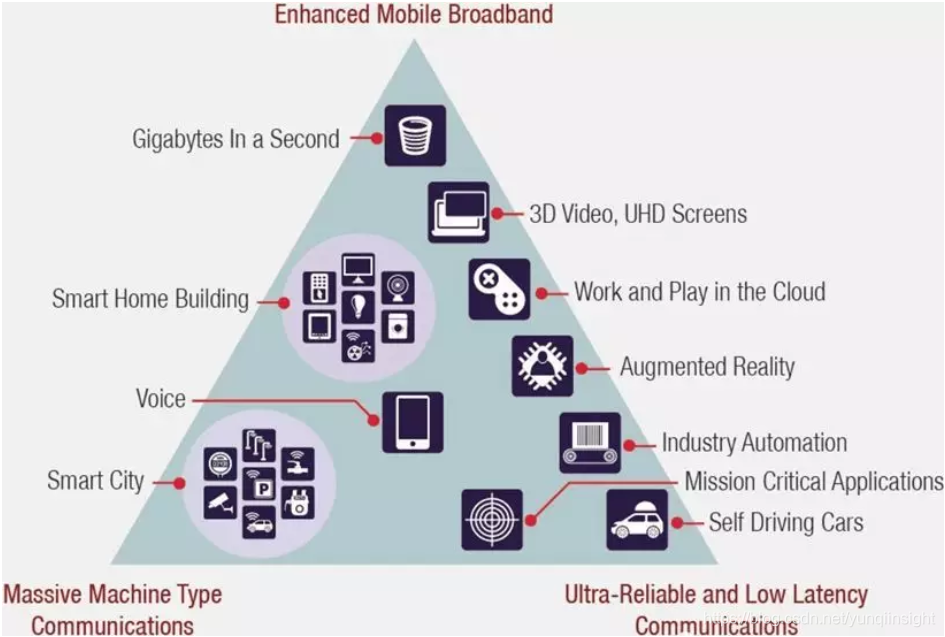 Enhanced Mobile Broadband
Gigabytes In a Second
3D Video, UHD Screens
Smart Home Building
Work and Play in the Cloud
Augmented Reality
Voice
Industry Automation
Smart City
Mission Critical Applications
P
Self Driving Cars
Massive Machine Type
Communications
Ultra-Reliable and Low Latency
Communications
https://blog.csdn.net/yunqiinsight